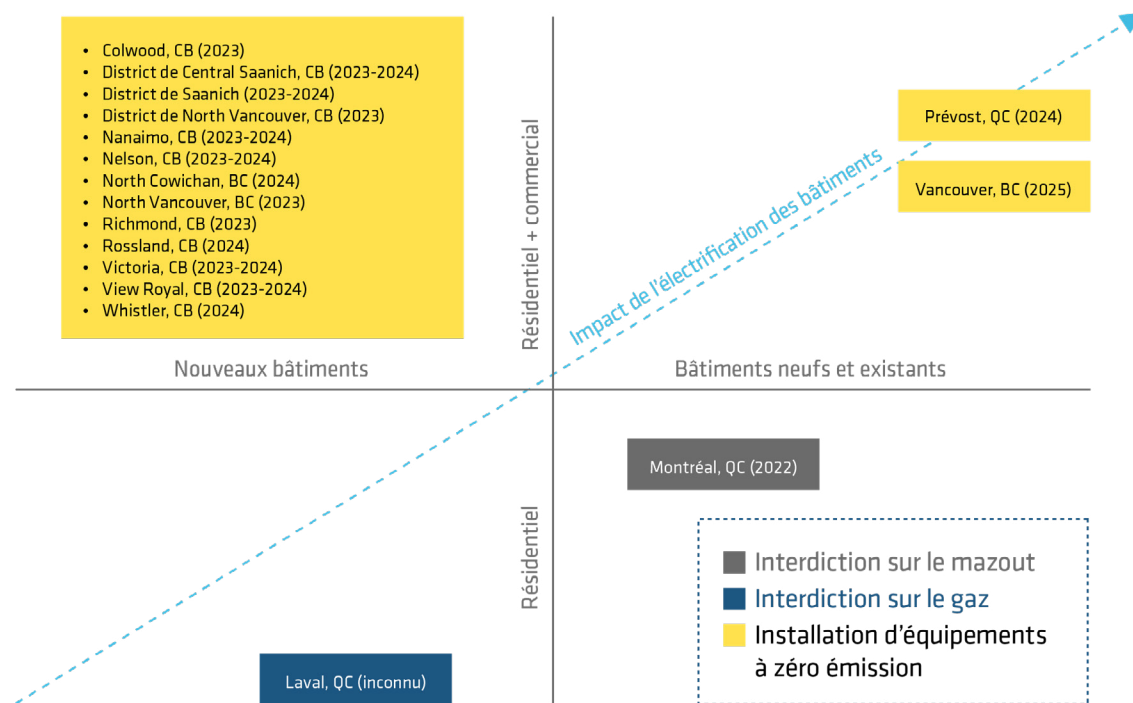 • Colwood, CB (2023)
• District de Central Saanich, CB (2023-2024)
• District de Saanich (2023-2024)
• District de North Vancouver, CB (2023)
• Nanaimo, CB (2023-2024)
• Nelson, CB (2023-2024)
• North Cowichan, BC (2024)
• North Vancouver, BC (2023)
• Richmond, CB (2023)
• Rossland, CB (2024)
• Victoria, CB (2023-2024)
• View Royal, CB (2023-2024)
• Whistler, CB (2024)
Résidentiel + commercial
Prévost, QC (2024)
Vancouver, BC (2025)
Impact de l'électrification des bâtiments
Nouveaux bâtiments
Bâtiments neufs et existants
Montréal, QC (2022)
Résidentiel
Interdiction sur le mazout
Interdiction sur le gaz
Installation d'équipements
à zéro émission
Laval, QC (inconnu)